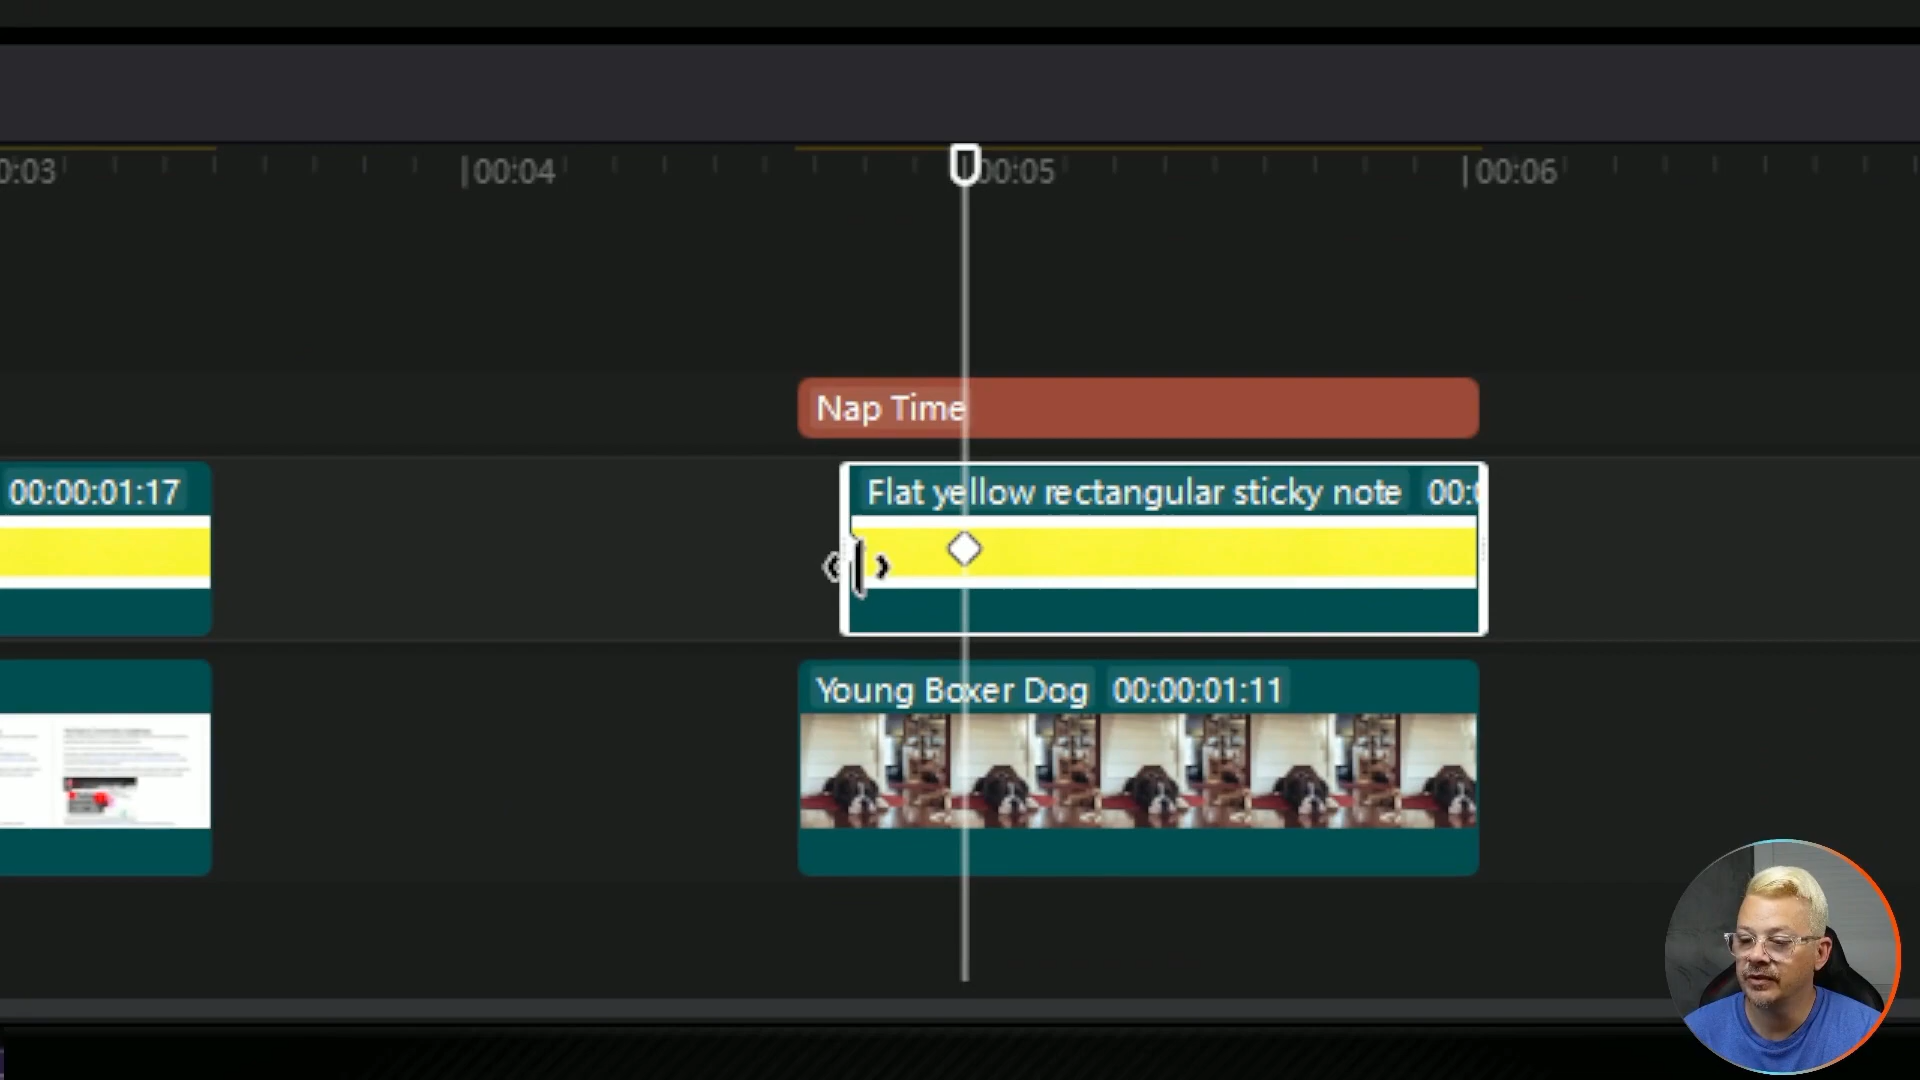 0:03
00:04
00:05
00:06
Nap Time
00:00:01:17
Flat yellow rectangular sticky note
Young Boxer Dog 00:00:01:11